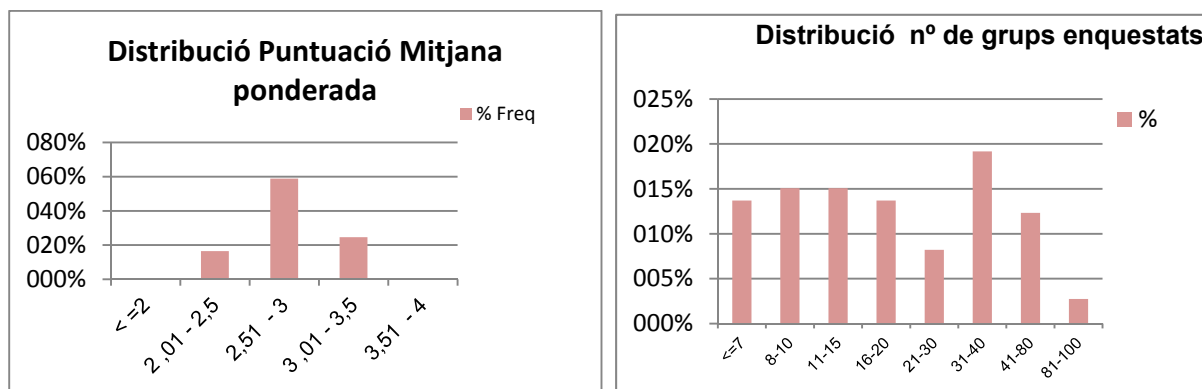 Distribució Puntuació Mitjana
ponderada
% Freq
080%
060%
040%
020%
000%
< =2
2,01 - 2,5
2,51 - 3
3,01 - 3,5
3,51 - 4
Distribució nº de grups enquestats
%
025%
020%
015%
010%
005%
000%
<=7
8-10
11-15
16-20
21-30
31-40
41-80
81-100